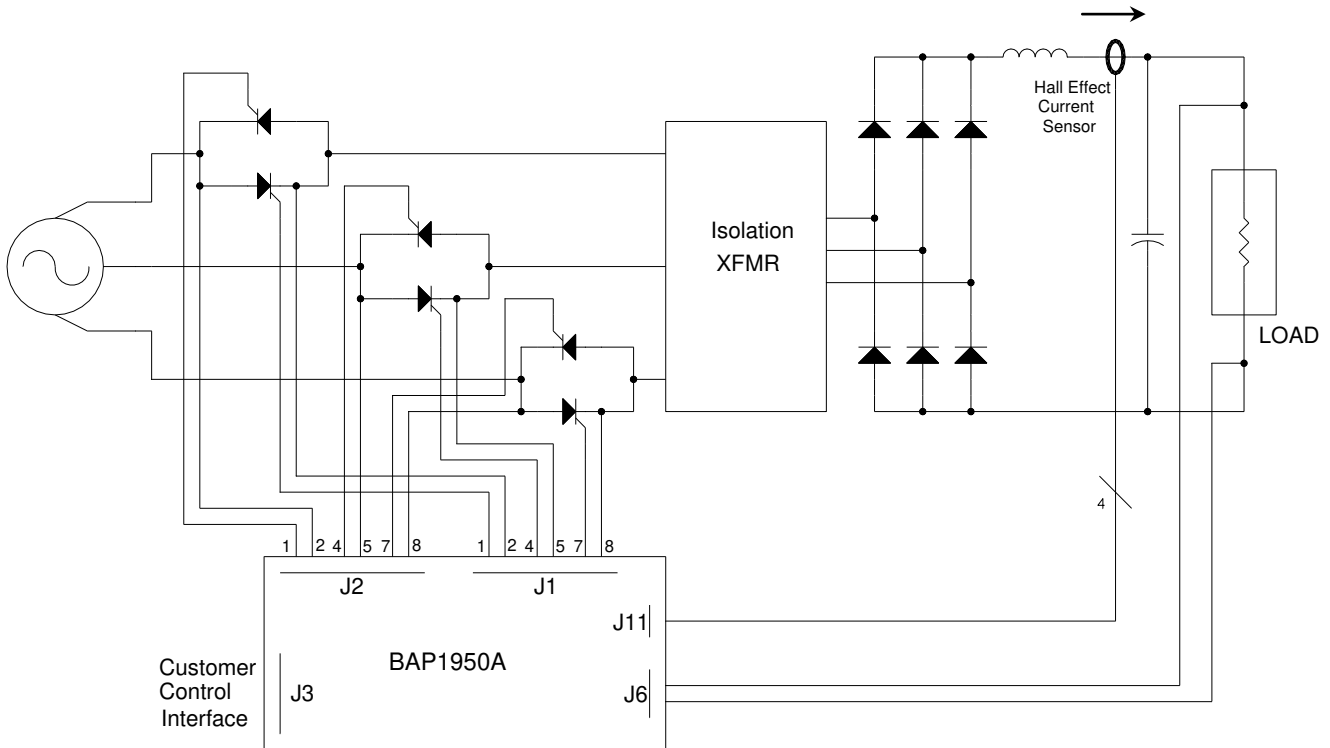 Hall Effect
Current
Sensor
Isolation
XFMR
LOAD
4
1 2 4 5 7 8 1 2 4 5 7 8
J2 J1
J11
BAP1950A
Customer
Control
Interface
J3
J6